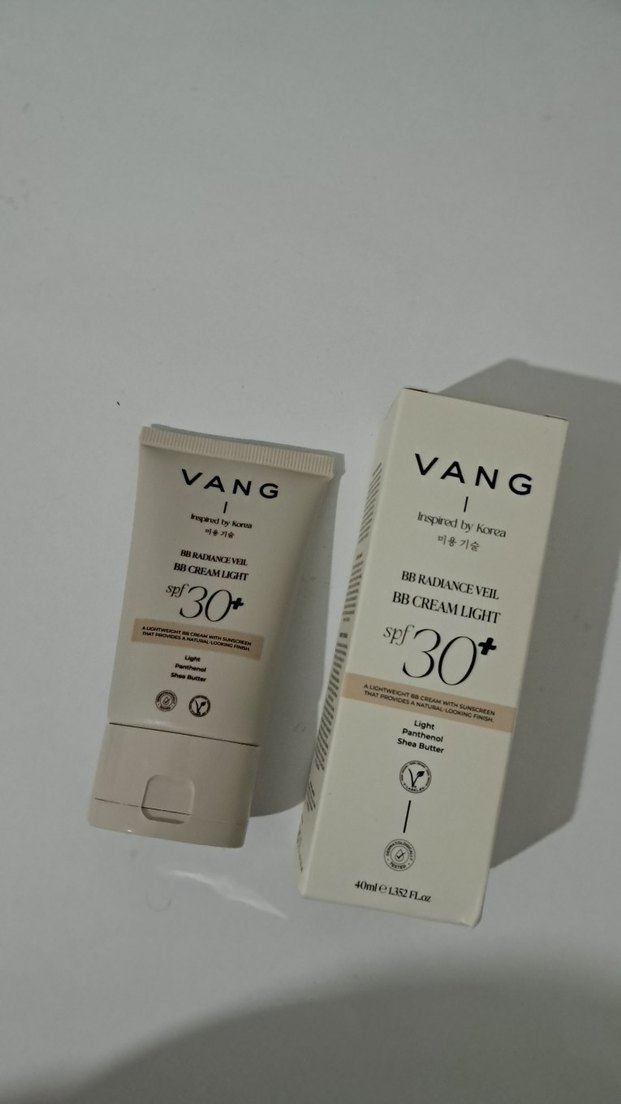 VANG
Inspired by Korea
미용 기술
BB RADIANCE VEIL
BB CREAM LIGHT
spf 30+
A LIGHTWEIGHT BB CREAM WITH SUNSCREEN
THAT PROVIDES A NATURAL-LOOKING FINISH.
Light
Panthenol
Shea Butter
VANG
Inspired by Korea
미용 기술
BB RADIANCE VEIL
BB CREAM LIGHT
spf 30+
A LIGHTWEIGHT BB CREAM WITH SUNSCREEN
THAT PROVIDES A NATURAL-LOOKING FINISH.
Light
Panthenol
Shea Butter
DERMATOLOGICALLY
TESTED
40ml ℮ 1.352 FL.oz